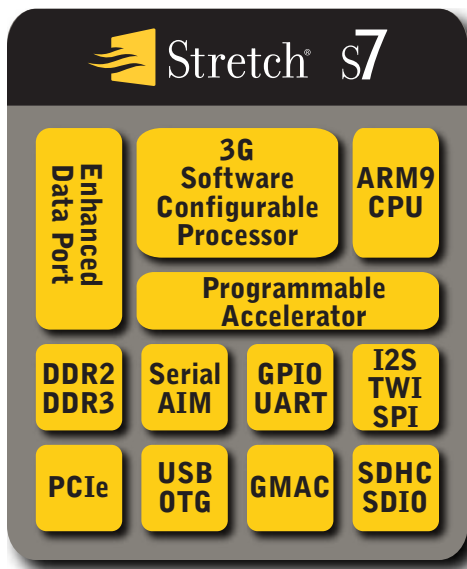 Stretch® S7
Enhanced
Data Port
3G
Software
Configurable
Processor
ARM9
CPU
Programmable
Accelerator
DDR2
DDR3
Serial
AIM
GPIO
UART
I2S
TWI
SPI
PCIe
USB
OTG
GMAC
SDHC
SDIO